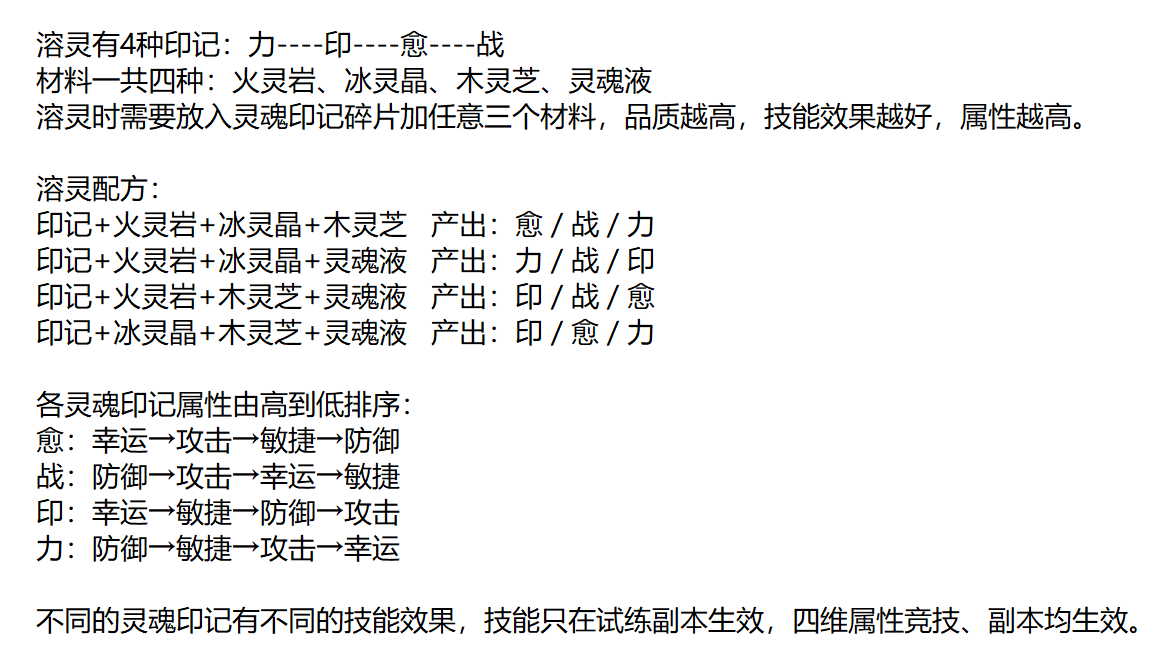 溶灵有4种印记：力----印----愈----战
材料一共四种：火灵岩、冰灵晶、木灵芝、灵魂液
溶灵时需要放入灵魂印记碎片加任意三个材料，品质越高，技能效果越好，属性越高。
溶灵配方：
印记+火灵岩+冰灵晶+木灵芝 产出：愈 / 战 / 力
印记+火灵岩+冰灵晶+灵魂液 产出：力 / 战 / 印
印记+火灵岩+木灵芝+灵魂液 产出：印 / 战 / 愈
印记+冰灵晶+木灵芝+灵魂液 产出：印 / 愈 / 力
各灵魂印记属性由高到低排序：
愈：幸运→攻击→敏捷→防御
战：防御→攻击→幸运→敏捷
印：幸运→敏捷→防御→攻击
力：防御→敏捷→攻击→幸运
不同的灵魂印记有不同的技能效果，技能只在试练副本生效，四维属性竞技、副本均生效。